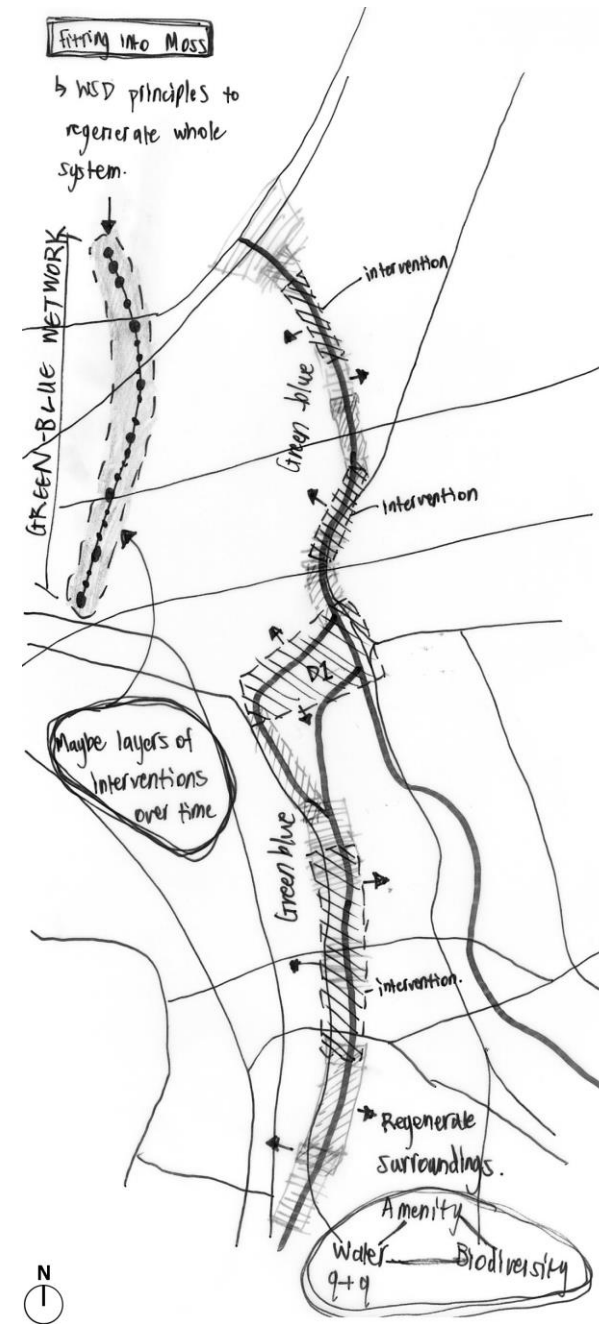 Fitting into Moss
↳ WSD principles to
regenerate whole
system.
GREEN-BLUE NETWORK
intervention
Green-blue
Intervention
D1
Maybe layers of
interventions
over time
Green blue
intervention.
Regenerate
surroundings.
Amenity
Water
Biodiversity
q+q
N